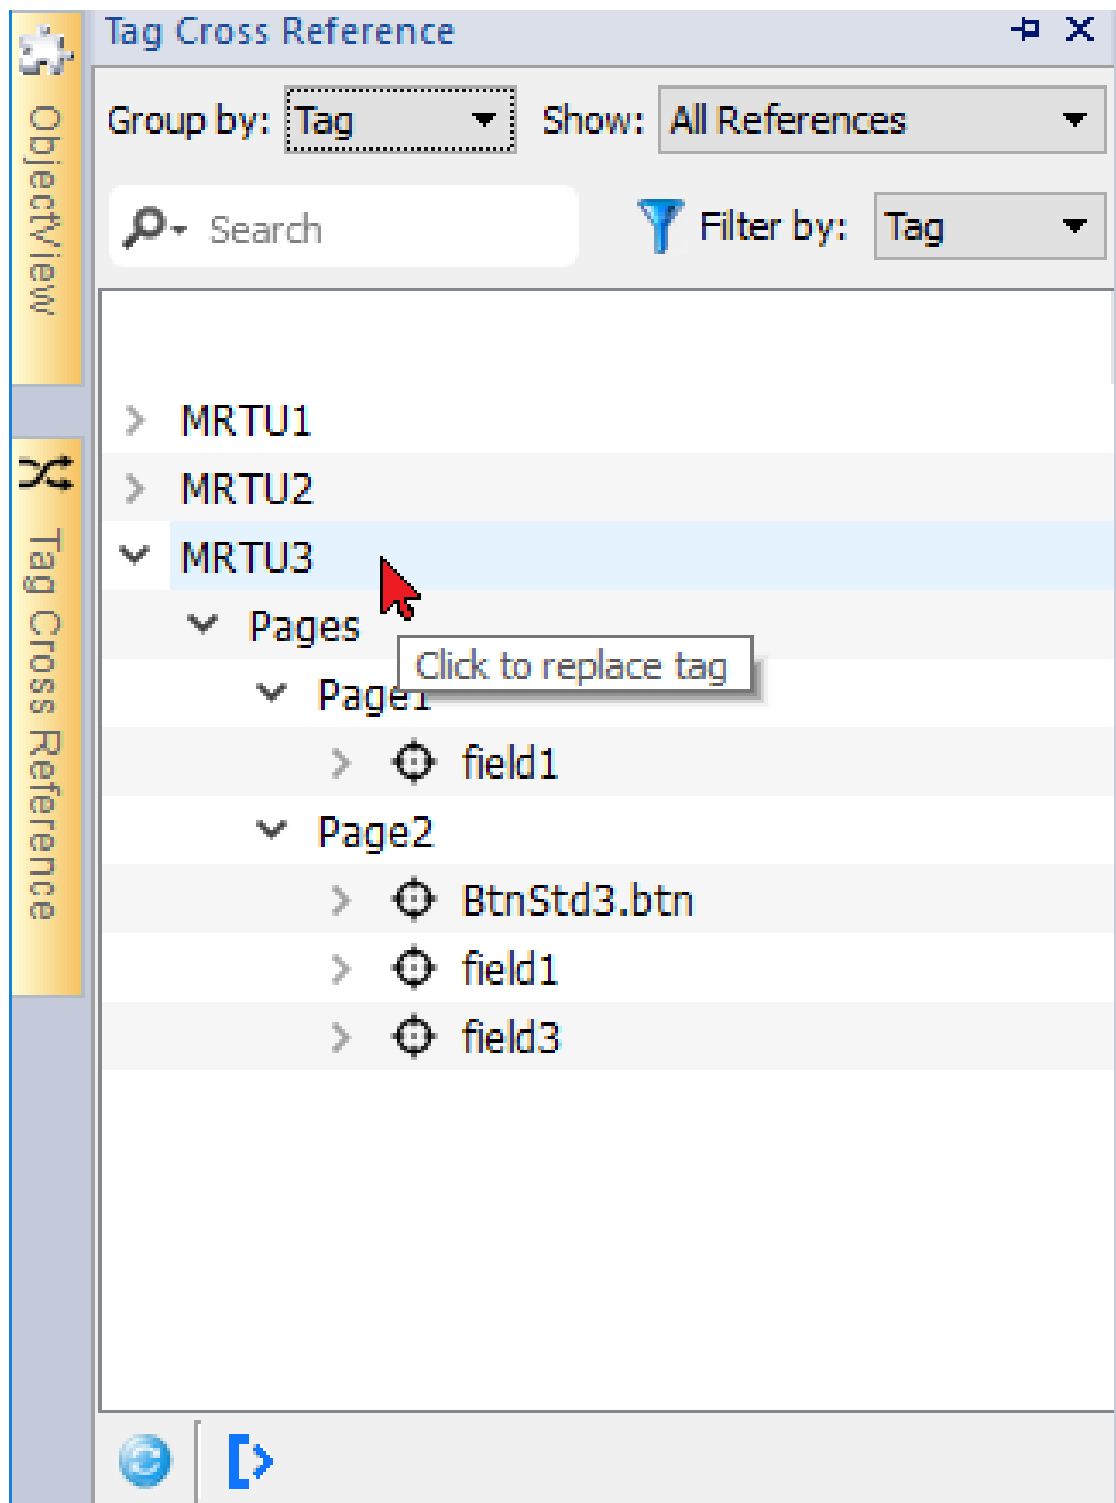 Tag Cross Reference
Group by: Tag Show: All References
Search Filter by: Tag
ObjectView
Tag Cross Reference
MRTU1
MRTU2
MRTU3
Pages
Click to replace tag
Page1
field1
Page2
BtnStd3.btn
field1
field3